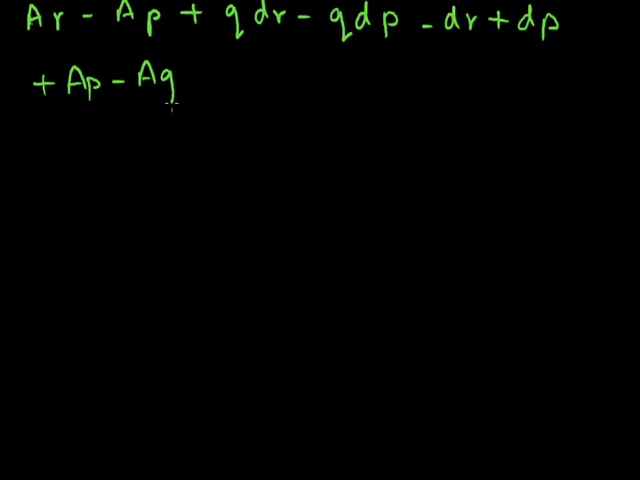 Ar - Ap + qdr - qdp - dr + dp
+ Ap - Aq